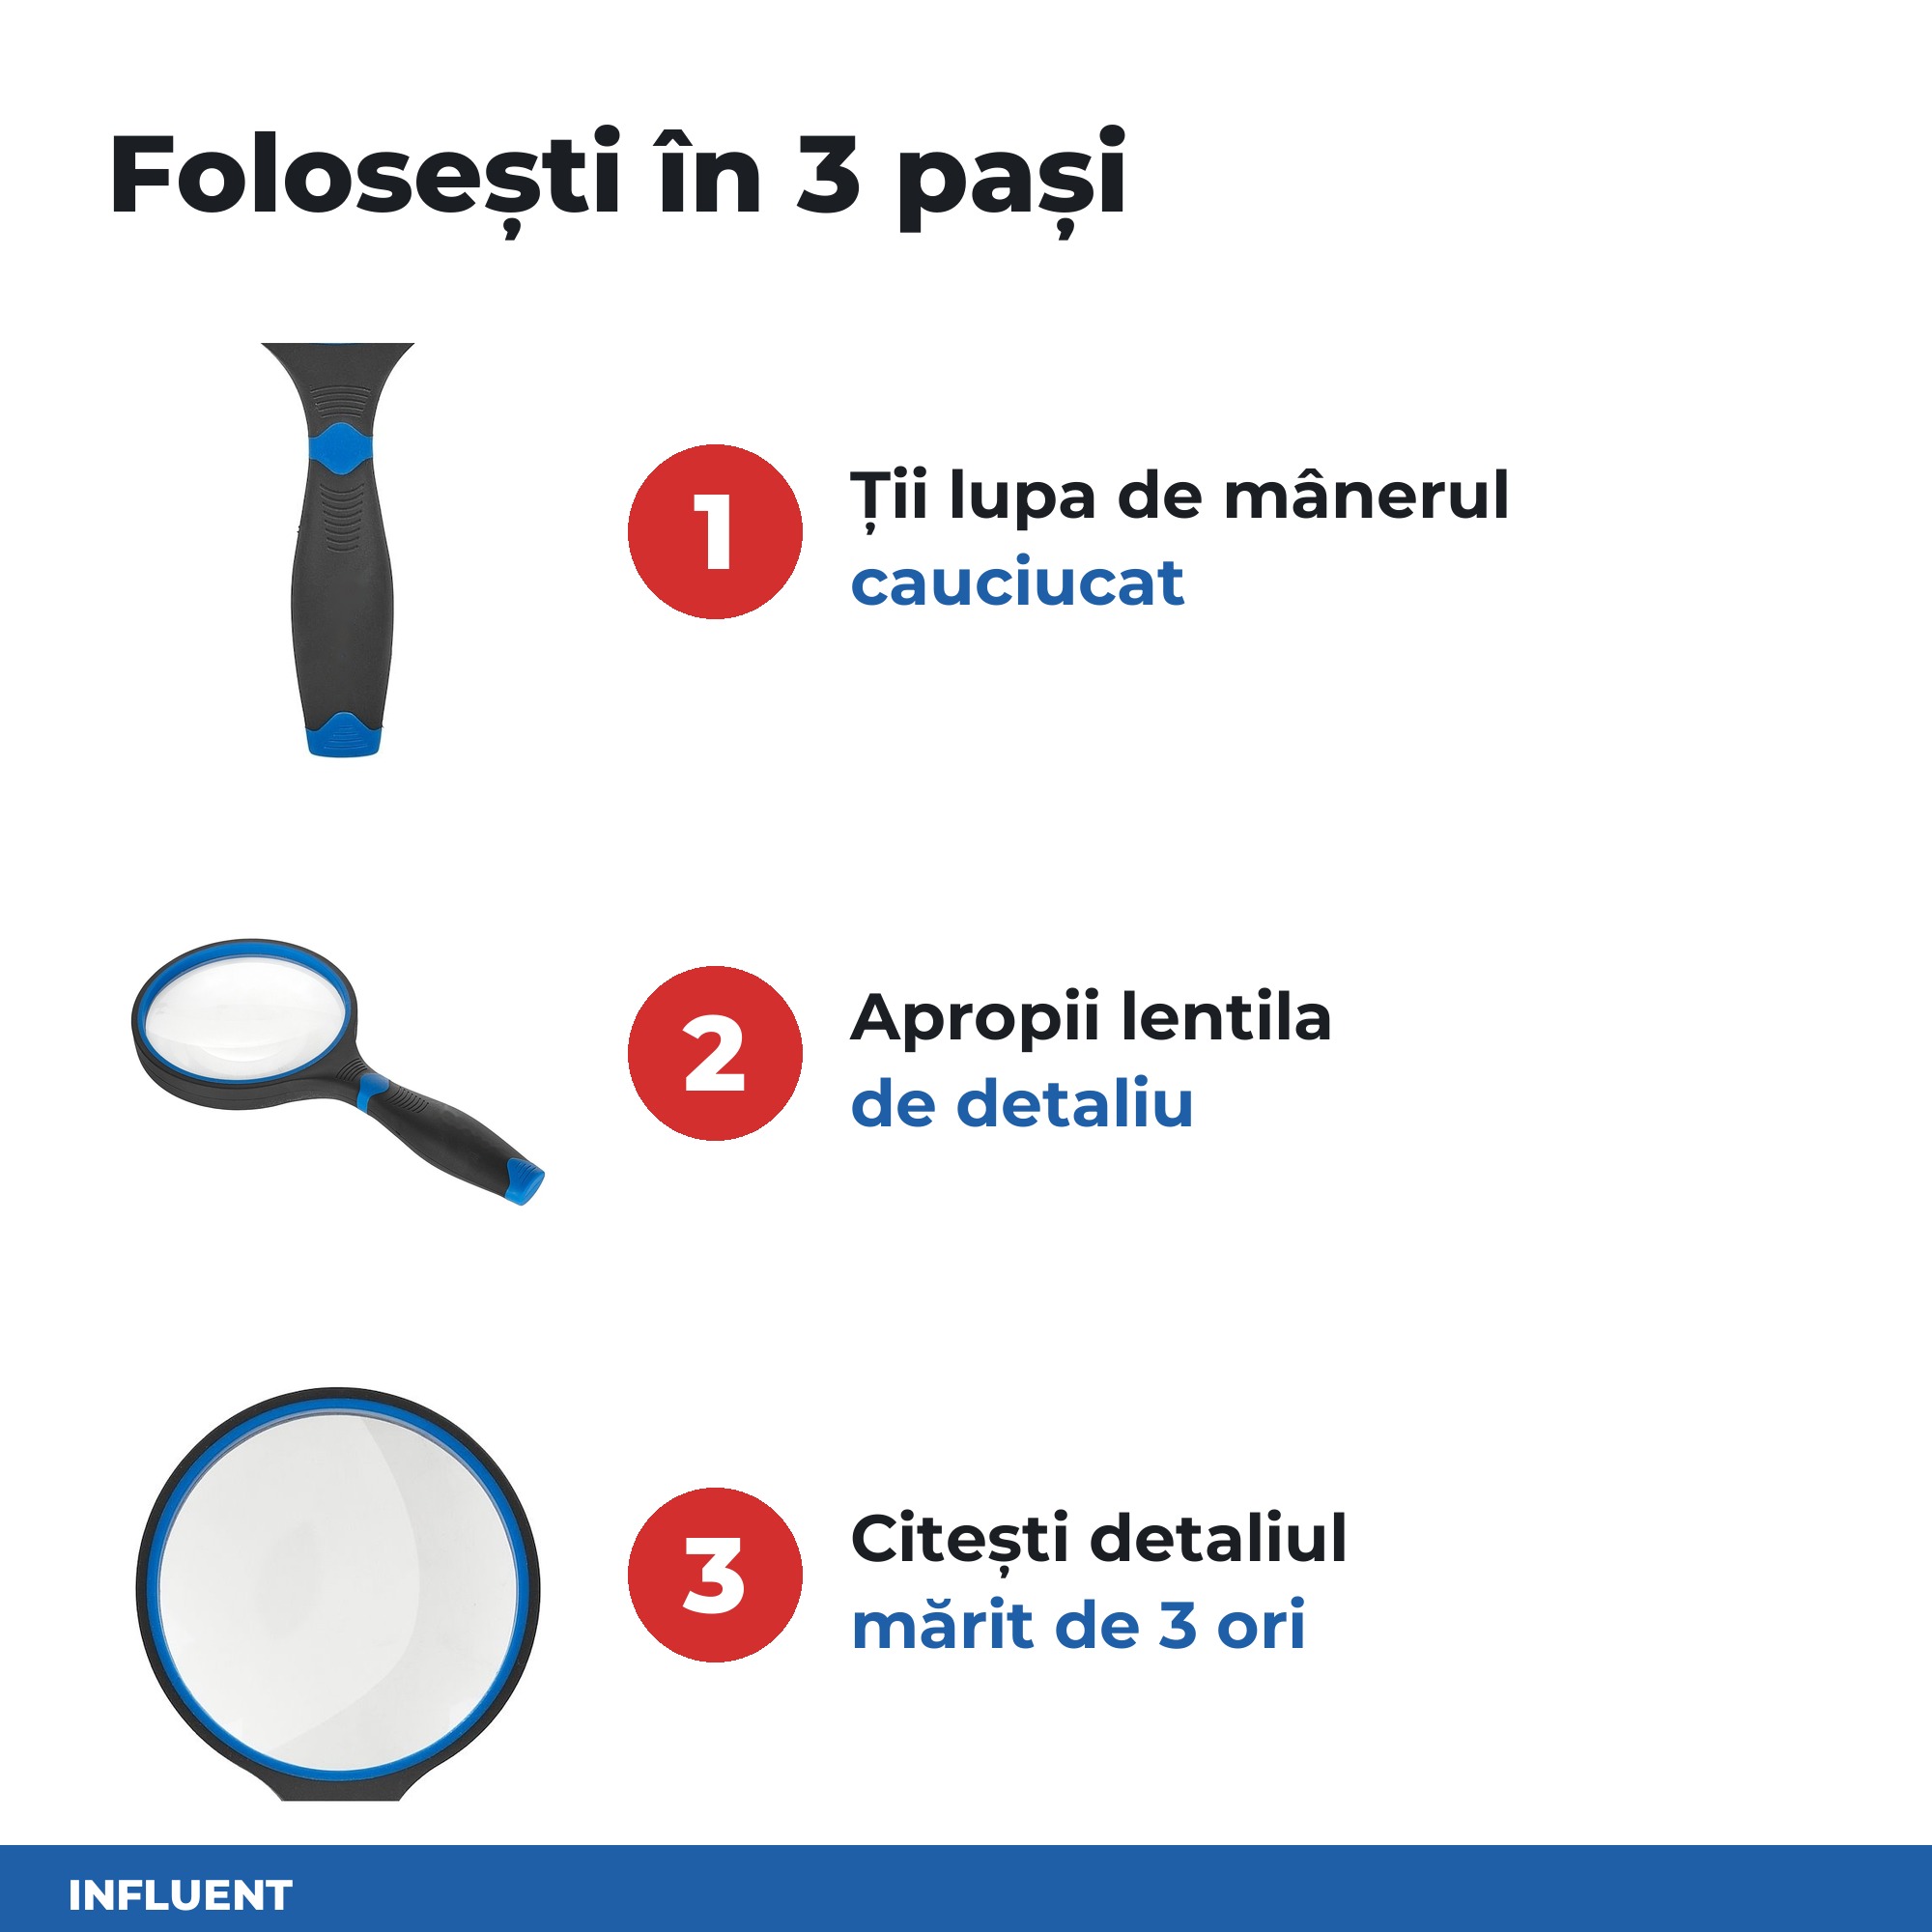 Folosești în 3 pași
1
Ții lupa de mânerul
cauciucat
2
Apropii lentila
de detaliu
3
Citești detaliul
mărit de 3 ori
INFLUENT